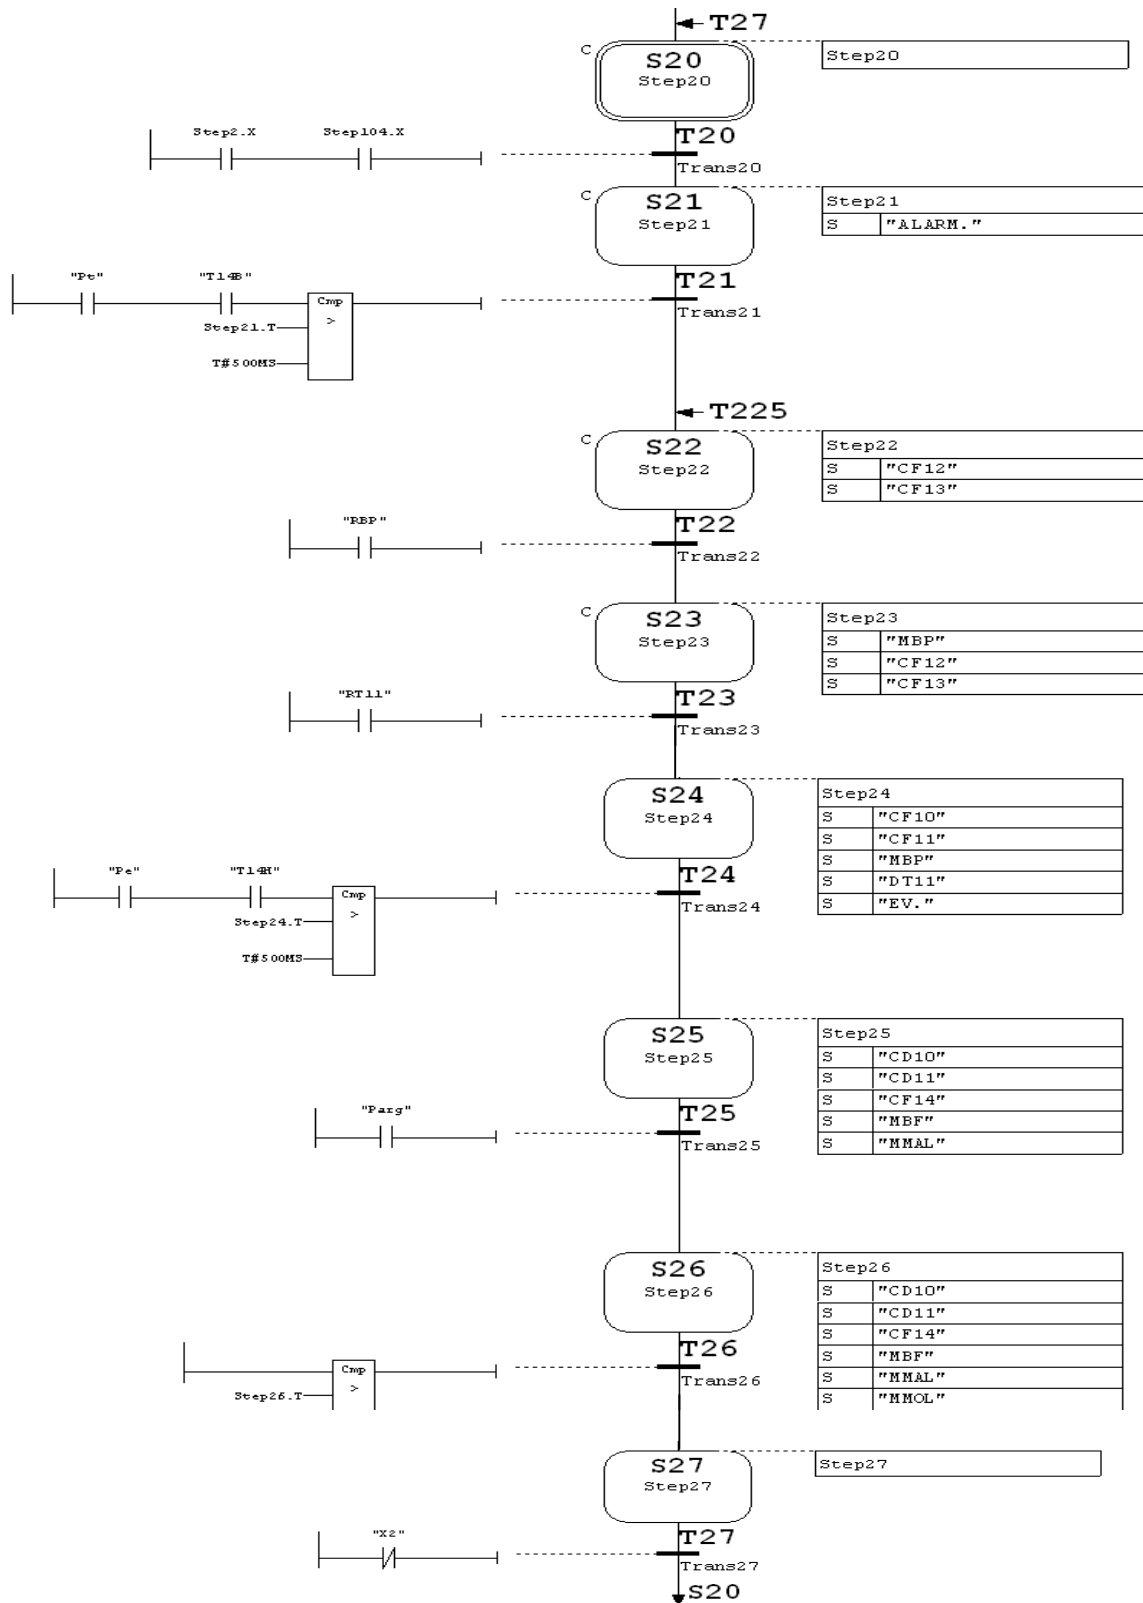 T27
C
S20
Step20
Step20
Step2.X Step104.X
T20
Trans20
C
S21
Step21
Step21
S "ALARM."
"Pt" "T14B"
Cmp
>
Step21.T
T#500MS
T21
Trans21
T225
C
S22
Step22
Step22
S "CF12"
S "CF13"
"RBP"
T22
Trans22
C
S23
Step23
Step23
S "MBP"
S "CF12"
S "CF13"
"RT11"
T23
Trans23
S24
Step24
Step24
S "CF10"
S "CF11"
S "MBP"
S "DT11"
S "EV."
"Pe" "T14H"
Cmp
>
Step24.T
T#500MS
T24
Trans24
S25
Step25
Step25
S "CD10"
S "CD11"
S "CF14"
S "MBF"
S "MMAL"
"Parg"
T25
Trans25
S26
Step26
Step26
S "CD10"
S "CD11"
S "CF14"
S "MBF"
S "MMAL"
S "MMOL"
Cmp
>
Step26.T
T26
Trans26
S27
Step27
Step27
"X2"
T27
Trans27
S20